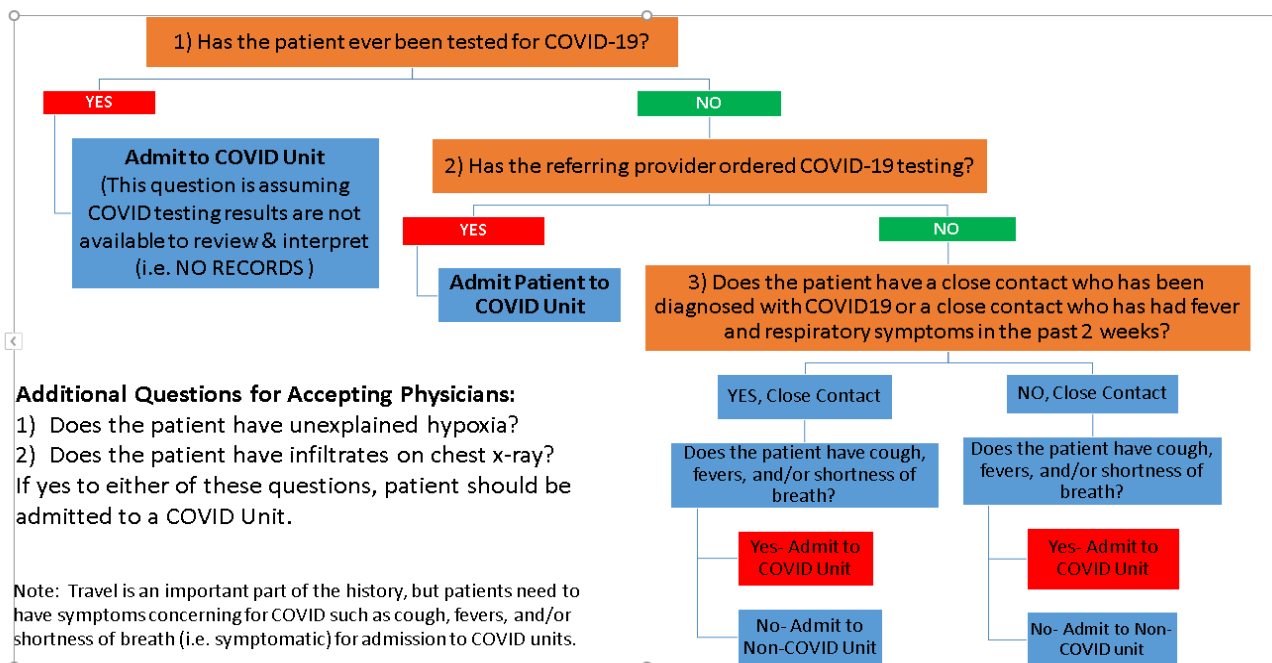 1) Has the patient ever been tested for COVID-19?
YES
NO
Admit to COVID Unit
(This question is assuming
COVID testing results are not
available to review & interpret
(i.e. NO RECORDS )
2) Has the referring provider ordered COVID-19 testing?
YES
NO
Admit Patient to
COVID Unit
3) Does the patient have a close contact who has been
diagnosed with COVID19 or a close contact who has had fever
and respiratory symptoms in the past 2 weeks?
YES, Close Contact
NO, Close Contact
Does the patient have cough,
fevers, and/or shortness of
breath?
Does the patient have cough,
fevers, and/or shortness of
breath?
Yes- Admit to
COVID Unit
Yes- Admit to
COVID Unit
No- Admit to
Non-COVID Unit
No- Admit to Non-
COVID unit
Additional Questions for Accepting Physicians:
1) Does the patient have unexplained hypoxia?
2) Does the patient have infiltrates on chest x-ray?
If yes to either of these questions, patient should be
admitted to a COVID Unit.
Note: Travel is an important part of the history, but patients need to
have symptoms concerning for COVID such as cough, fevers, and/or
shortness of breath (i.e. symptomatic) for admission to COVID units.